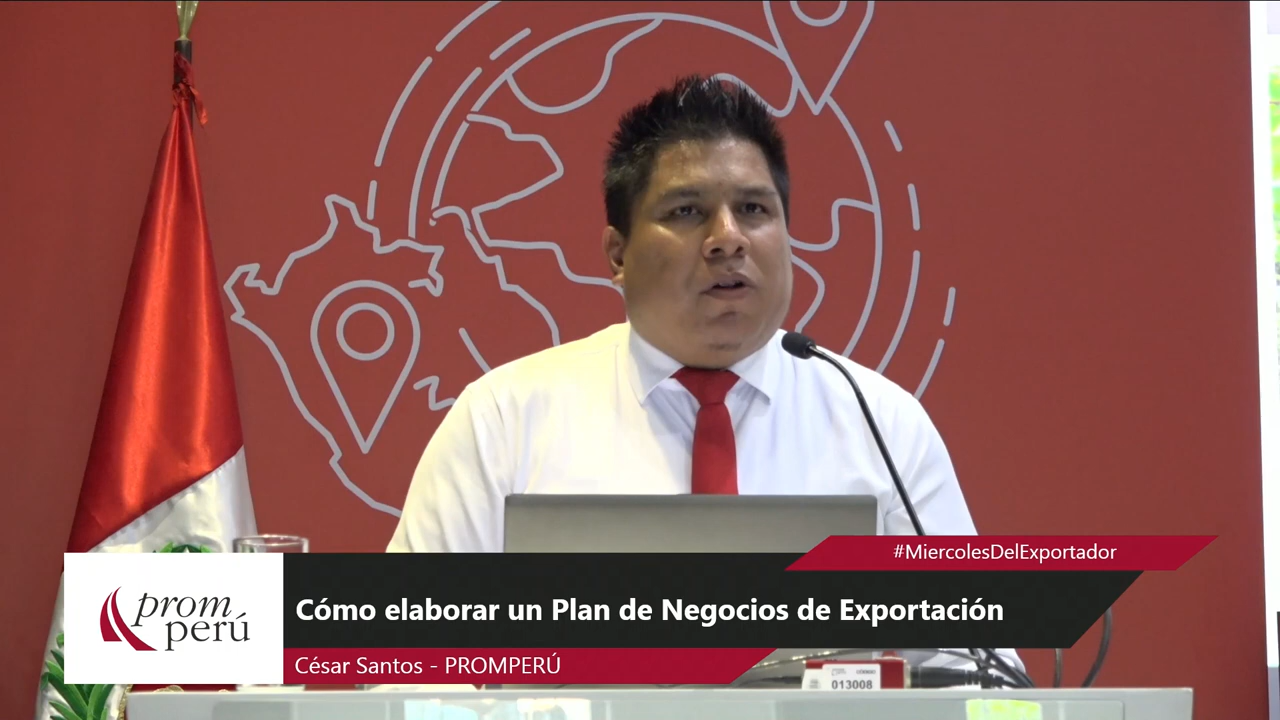 #MiercolesDelExportador
prom
perú
Cómo elaborar un Plan de Negocios de Exportación
César Santos - PROMPERÚ
013008